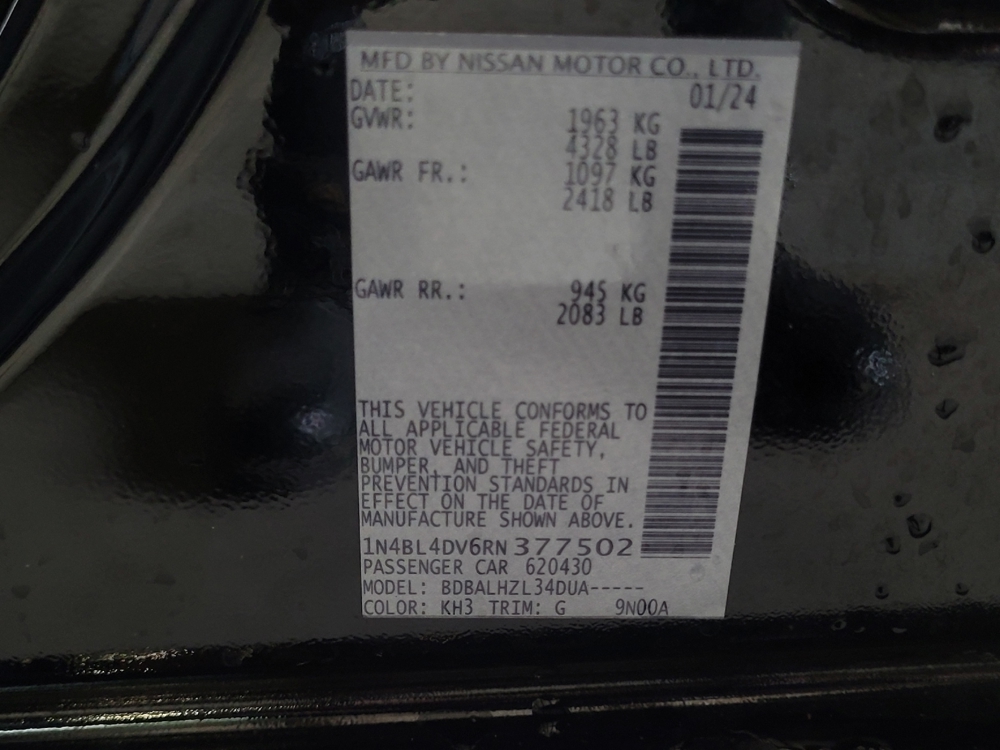 MFD BY NISSAN MOTOR CO., LTD.
DATE: 01/24
GVWR: 1963 KG
4328 LB
GAWR FR.: 1097 KG
2418 LB
GAWR RR.: 945 KG
2083 LB
THIS VEHICLE CONFORMS TO
ALL APPLICABLE FEDERAL
MOTOR VEHICLE SAFETY,
BUMPER, AND THEFT
PREVENTION STANDARDS IN
EFFECT ON THE DATE OF
MANUFACTURE SHOWN ABOVE.
1N4BL4DV6RN377502
PASSENGER CAR 620430
MODEL: BDBALHZL34DUA-----
COLOR: KH3 TRIM: G 9N00A